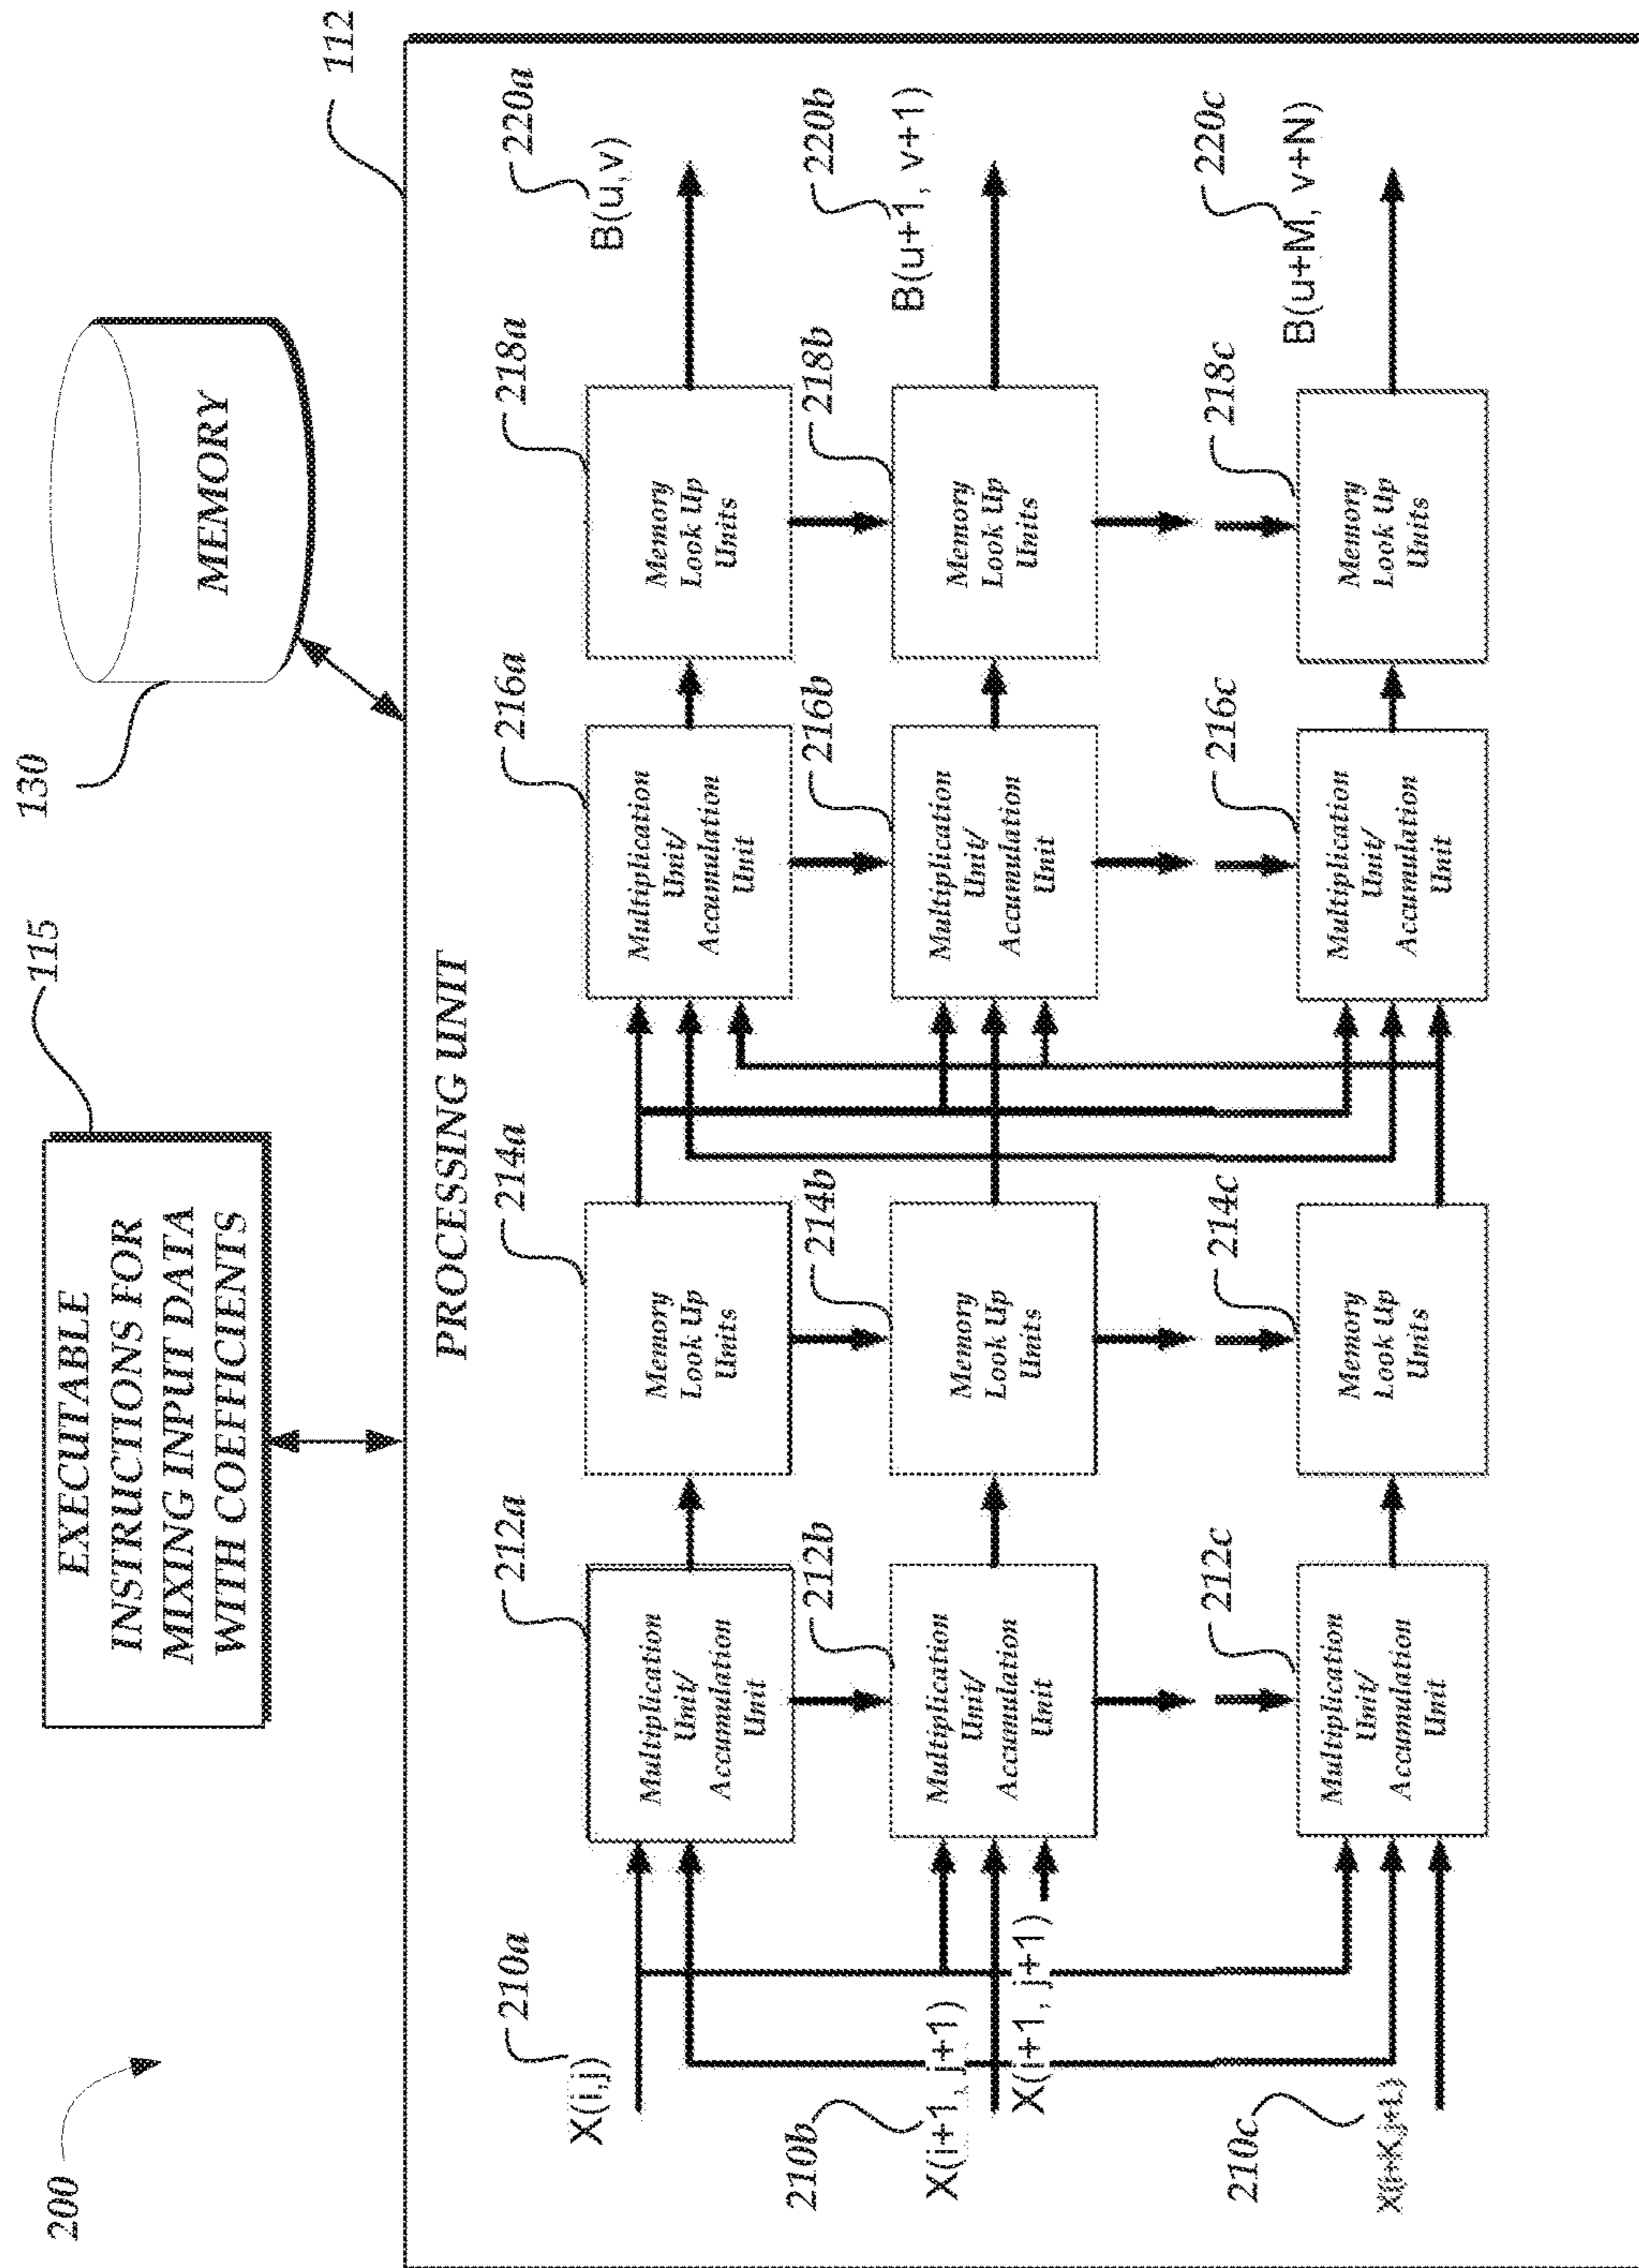 200
EXECUTABLE
INSTRUCTIONS FOR
MIXING INPUT DATA
WITH COEFFICIENTS
115
MEMORY
130
112
PROCESSING UNIT
210a
X(i,j)
212a
Multiplication
Unit/
Accumulation
Unit
214a
Memory
Look Up
Units
216a
Multiplication
Unit/
Accumulation
Unit
218a
Memory
Look Up
Units
220a
B(u,v)
210b
X(i+1, j+1)
X(i+1, j+1)
212b
Multiplication
Unit/
Accumulation
Unit
214b
Memory
Look Up
Units
216b
Multiplication
Unit/
Accumulation
Unit
218b
Memory
Look Up
Units
220b
B(u+1, v+1)
210c
212c
Multiplication
Unit/
Accumulation
Unit
214c
Memory
Look Up
Units
216c
Multiplication
Unit/
Accumulation
Unit
218c
Memory
Look Up
Units
220c
B(u+M, v+N)